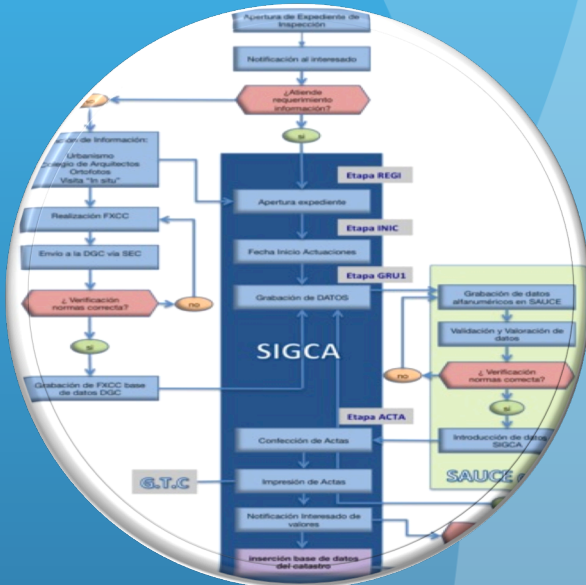 Apertura de Expediente de
Inspección
Notificación al interesado
¿Atiende
requerimiento
información?
si
de Información:
Urbanismo
Colegio de Arquitectos
Ortofotos
Visita "In situ"
Realización FXCC
Envío a la DGC vía SEC
¿ Verificación
normas correcta?
no
si
Grabación de FXCC base
de datos DGC
Etapa REGI
Apertura expediente
Etapa INIC
Fecha Inicio Actuaciones
Etapa GRU1
Grabación de DATOS
SIGCA
Etapa ACTA
Confección de Actas
G.T.C
Impresión de Actas
Notificación Interesado de
valores
inserción base de datos
del catastro
Grabación de datos
alfanuméricos en SAUCE
Validación y Valoración de
datos
¿ Verificación
normas correcta?
no
si
Introducción de datos
SIGCA
SAUCE